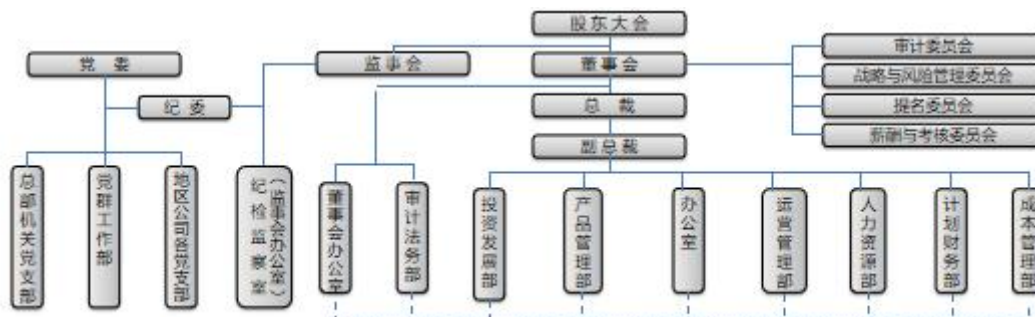 股东大会
党 委
监事会
董事会
审计委员会
战略与风险管理委员会
纪 委
总 裁
提名委员会
副总裁
薪酬与考核委员会
总部机关党支部
党群工作部
地区公司各党支部
纪检监察室
（监事会办公室）
董事会办公室
审计法务部
投资发展部
产品管理部
办公室
运营管理部
人力资源部
计划财务部
成本管理